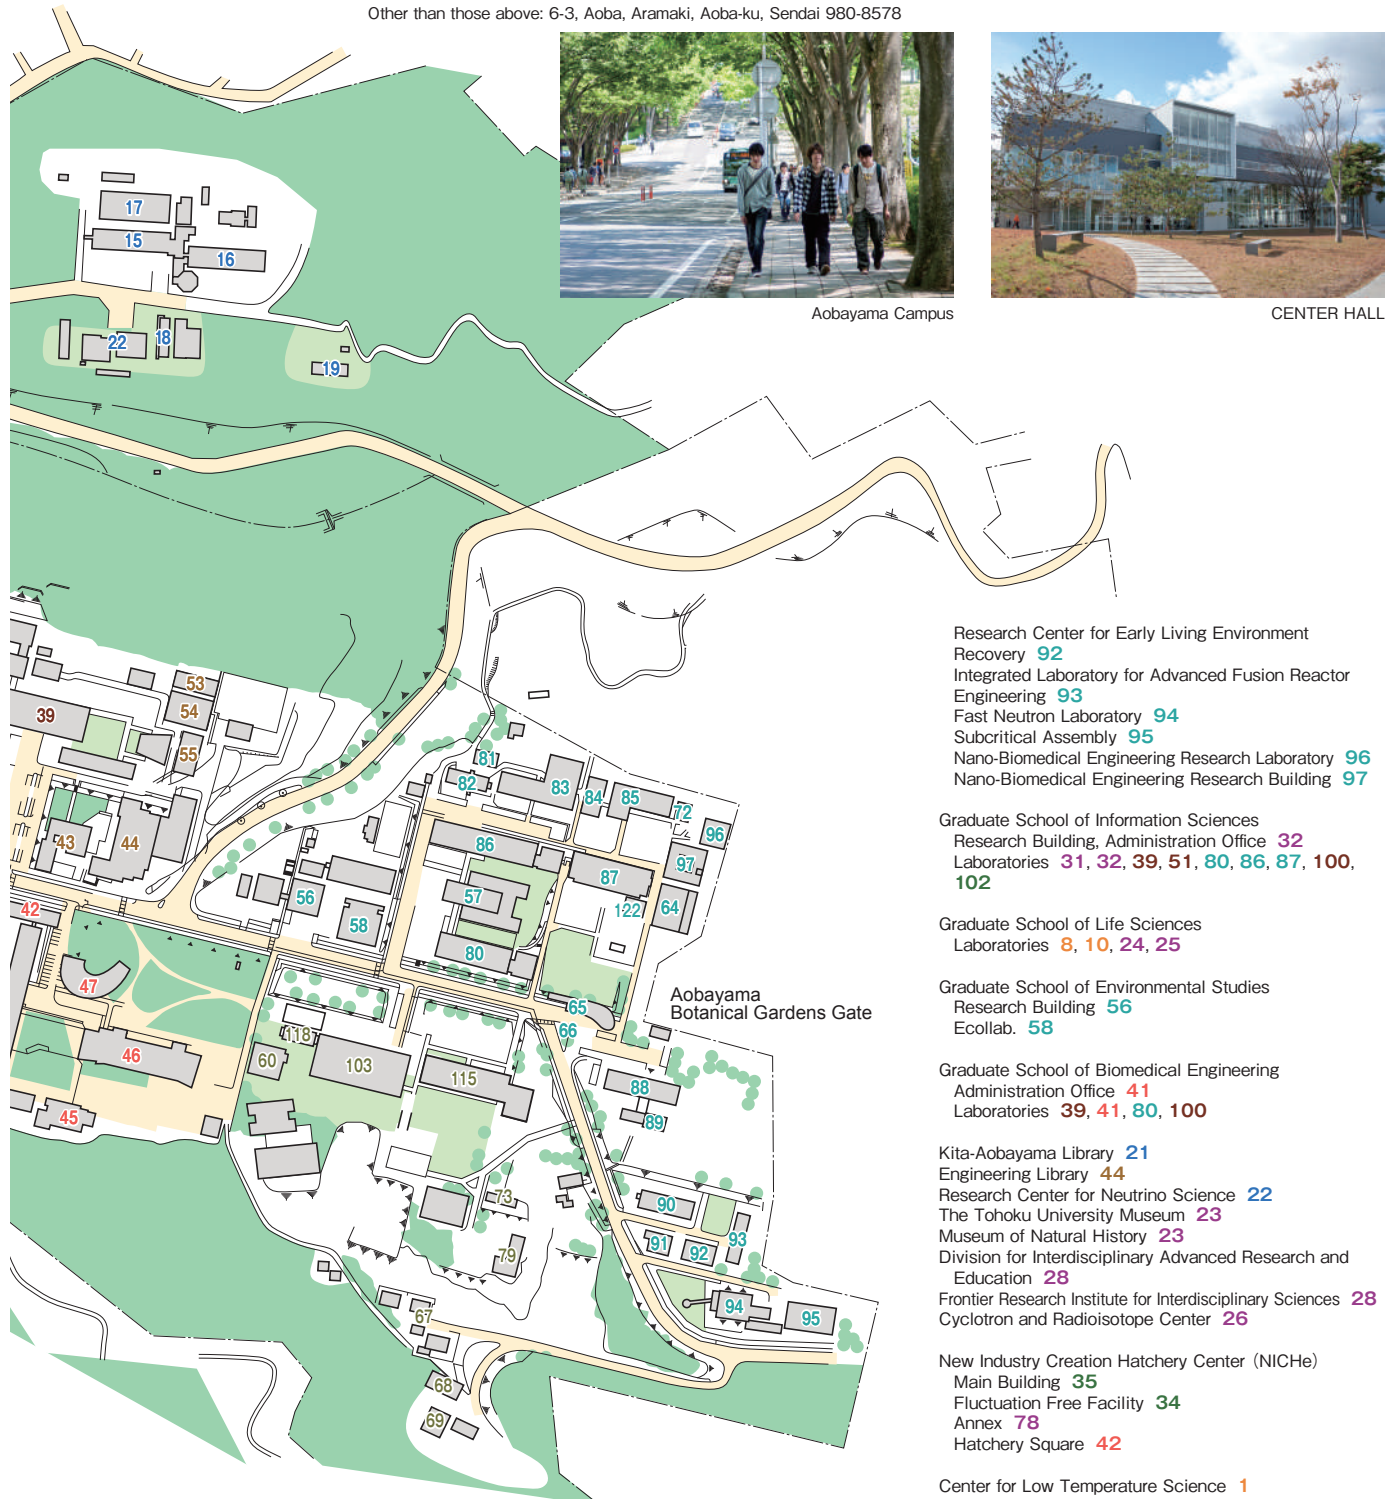 Other than those above: 6-3, Aoba, Aramaki, Aoba-ku, Sendai 980-8578
Aobayama Campus
CENTER HALL
17
15
16
22
18
19
53
54
39
55
43
44
42
47
46
45
81
82
83
84
85
72
96
86
97
87
57
56
122
64
58
80
65
66
Aobayama
Botanical Gardens Gate
118
60
103
115
88
89
73
90
79
91
92
93
94
95
67
68
69
Research Center for Early Living Environment
Recovery 92
Integrated Laboratory for Advanced Fusion Reactor
Engineering 93
Fast Neutron Laboratory 94
Subcritical Assembly 95
Nano-Biomedical Engineering Research Laboratory 96
Nano-Biomedical Engineering Research Building 97
Graduate School of Information Sciences
Research Building, Administration Office 32
Laboratories 31, 32, 39, 51, 80, 86, 87, 100,
102
Graduate School of Life Sciences
Laboratories 8, 10, 24, 25
Graduate School of Environmental Studies
Research Building 56
Ecollab. 58
Graduate School of Biomedical Engineering
Administration Office 41
Laboratories 39, 41, 80, 100
Kita-Aobayama Library 21
Engineering Library 44
Research Center for Neutrino Science 22
The Tohoku University Museum 23
Museum of Natural History 23
Division for Interdisciplinary Advanced Research and
Education 28
Frontier Research Institute for Interdisciplinary Sciences 28
Cyclotron and Radioisotope Center 26
New Industry Creation Hatchery Center (NICHe)
Main Building 35
Fluctuation Free Facility 34
Annex 78
Hatchery Square 42
Center for Low Temperature Science 1